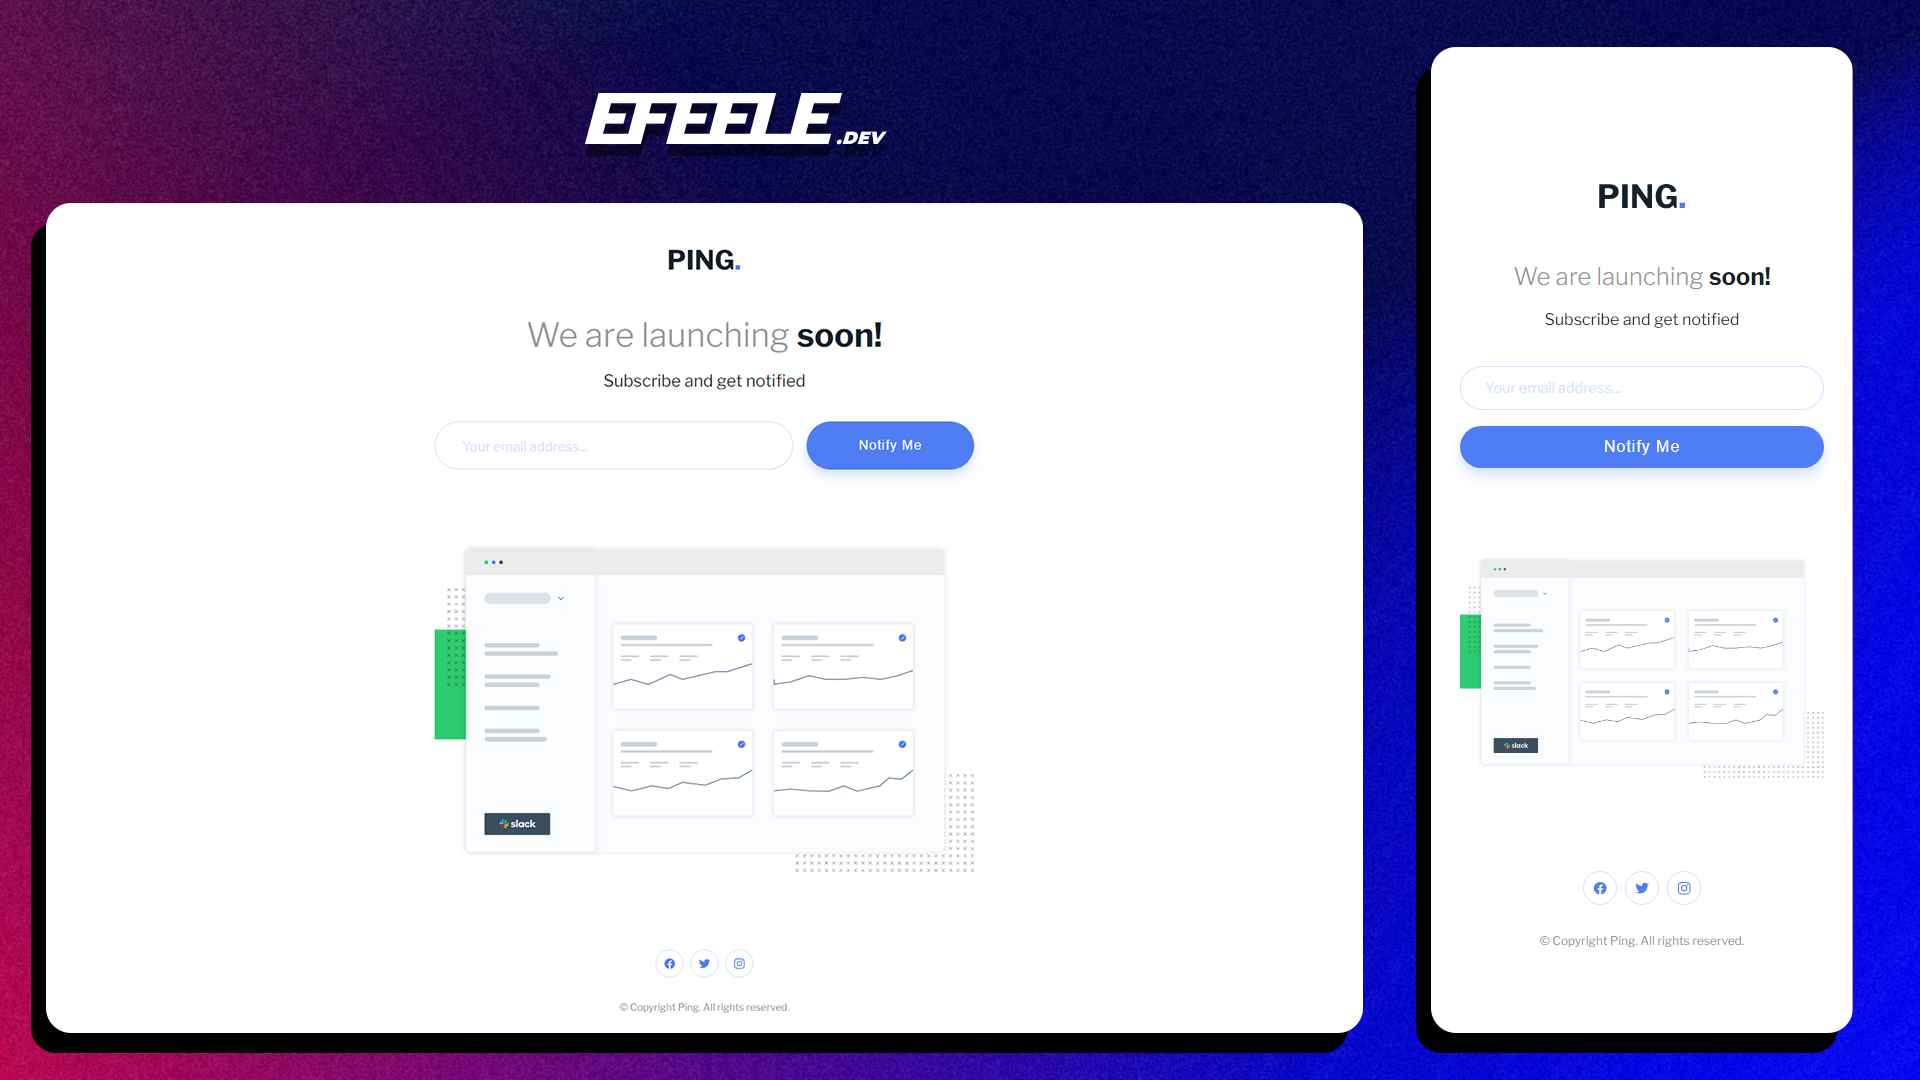 EFEELE.DEV
PING.
We are launching soon!
Subscribe and get notified
Your email address...
Notify Me
slack
© Copyright Ping. All rights reserved.
PING.
We are launching soon!
Subscribe and get notified
Your email address...
Notify Me
slack
© Copyright Ping. All rights reserved.